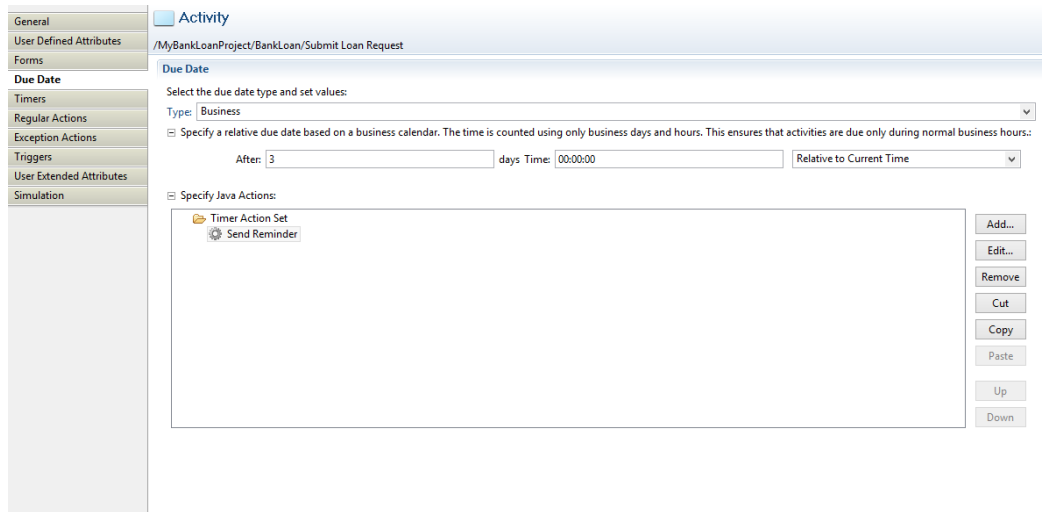 General
User Defined Attributes
Forms
Due Date
Timers
Regular Actions
Exception Actions
Triggers
User Extended Attributes
Simulation
Activity
/MyBankLoanProject/BankLoan/Submit Loan Request
Due Date
Select the due date type and set values:
Type: Business
Specify a relative due date based on a business calendar. The time is counted using only business days and hours. This ensures that activities are due only during normal business hours.:
After: 3 days Time: 00:00:00 Relative to Current Time
Specify Java Actions:
Timer Action Set
Send Reminder
Add...
Edit...
Remove
Cut
Copy
Paste
Up
Down